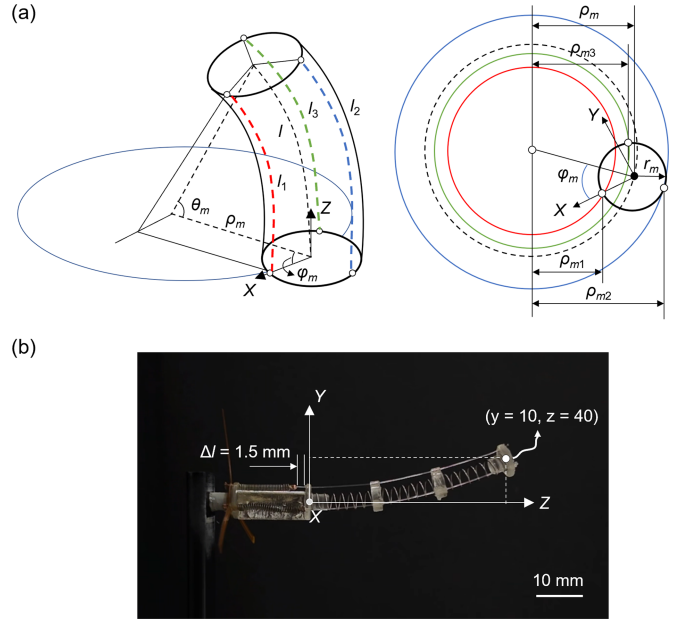 (a)
l₁
l
l₃
l₂
Z
θₘ
ρₘ
φₘ
X
ρₘ
ρₘ₃
Y
rₘ
φₘ
X
ρₘ₁
ρₘ₂
(b)
Y
(y = 10, z = 40)
Δl = 1.5 mm
X
Z
10 mm